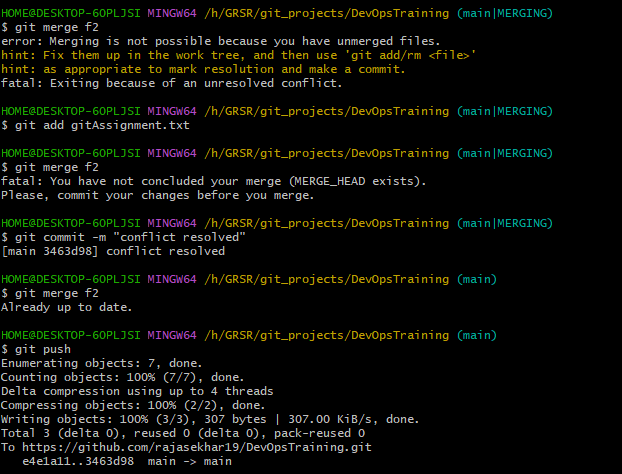 HOME@DESKTOP-6OPLJSI MINGW64 /h/GRSR/git_projects/DevOpsTraining (main|MERGING)
$ git merge f2
error: Merging is not possible because you have unmerged files.
hint: Fix them up in the work tree, and then use 'git add/rm <file>'
hint: as appropriate to mark resolution and make a commit.
fatal: Exiting because of an unresolved conflict.
HOME@DESKTOP-6OPLJSI MINGW64 /h/GRSR/git_projects/DevOpsTraining (main|MERGING)
$ git add gitAssignment.txt
HOME@DESKTOP-6OPLJSI MINGW64 /h/GRSR/git_projects/DevOpsTraining (main|MERGING)
$ git merge f2
fatal: You have not concluded your merge (MERGE_HEAD exists).
Please, commit your changes before you merge.
HOME@DESKTOP-6OPLJSI MINGW64 /h/GRSR/git_projects/DevOpsTraining (main|MERGING)
$ git commit -m "conflict resolved"
[main 3463d98] conflict resolved
HOME@DESKTOP-6OPLJSI MINGW64 /h/GRSR/git_projects/DevOpsTraining (main)
$ git merge f2
Already up to date.
HOME@DESKTOP-6OPLJSI MINGW64 /h/GRSR/git_projects/DevOpsTraining (main)
$ git push
Enumerating objects: 7, done.
Counting objects: 100% (7/7), done.
Delta compression using up to 4 threads
Compressing objects: 100% (2/2), done.
Writing objects: 100% (3/3), 307 bytes | 307.00 KiB/s, done.
Total 3 (delta 0), reused 0 (delta 0), pack-reused 0
To https://github.com/rajasekhar19/DevOpsTraining.git
e4e1a11..3463d98 main -> main